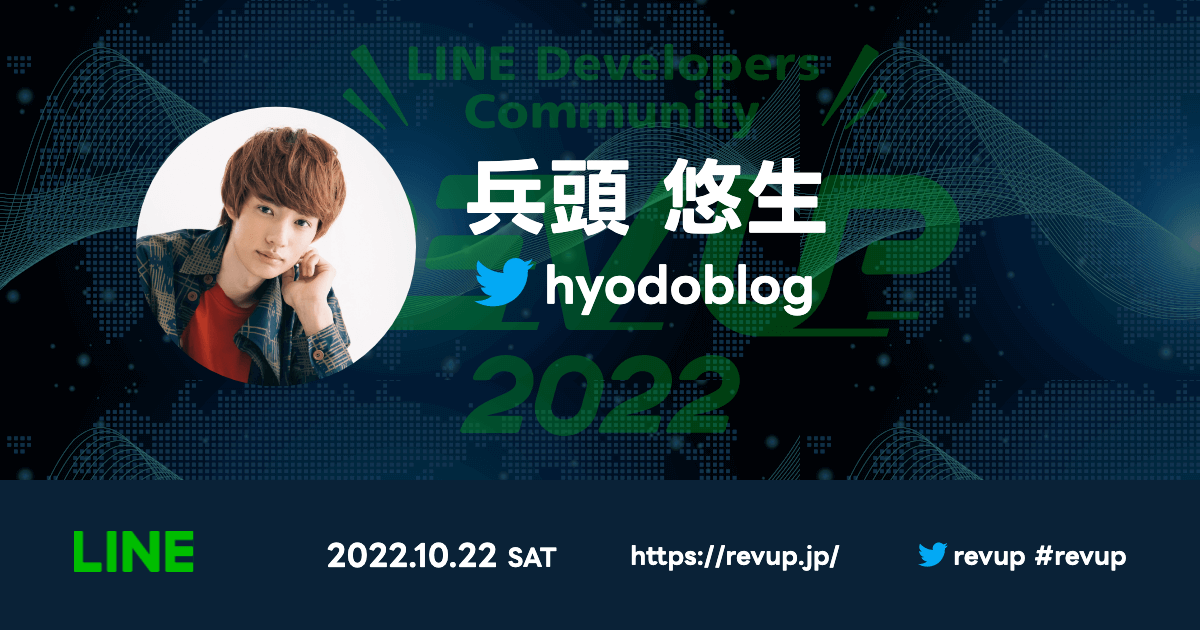 LINE Developers
Community
兵頭 悠生
REVUP
hyodoblog
2022
LINE
2022.10.22 SAT
https://revup.jp/
revup #revup